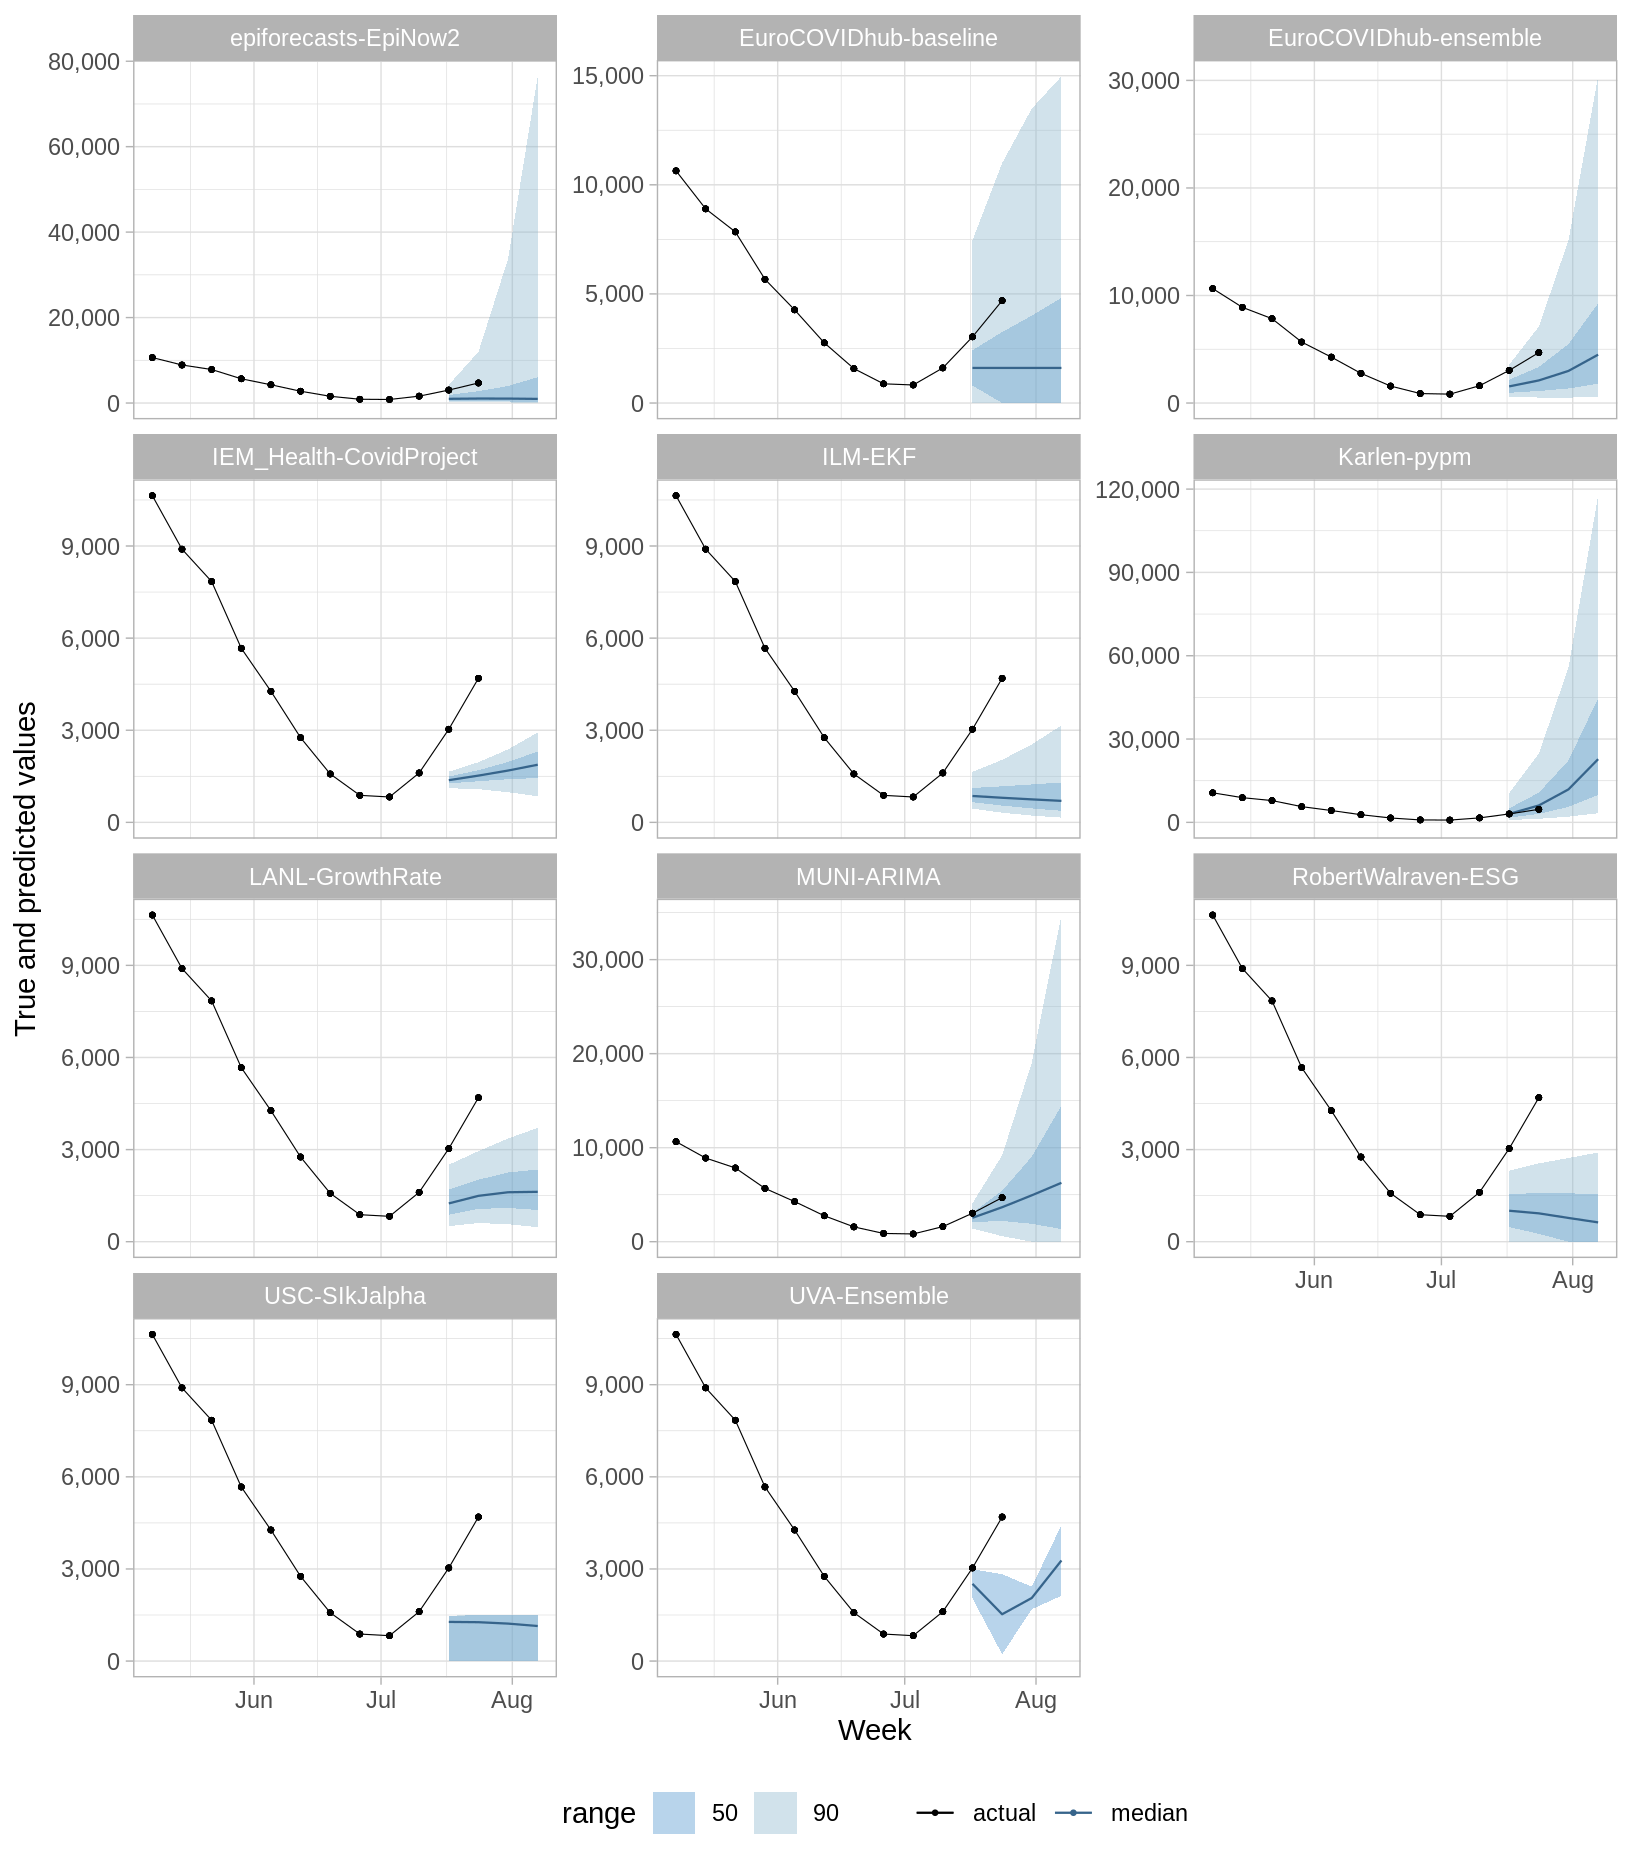 epiforecasts-EpiNow2
EuroCOVIDhub-baseline
EuroCOVIDhub-ensemble
80,000
60,000
40,000
20,000
0
15,000
10,000
5,000
0
30,000
20,000
10,000
0
IEM_Health-CovidProject
ILM-EKF
Karlen-pypm
9,000
6,000
3,000
0
9,000
6,000
3,000
0
120,000
90,000
60,000
30,000
0
True and predicted values
LANL-GrowthRate
MUNI-ARIMA
RobertWalraven-ESG
9,000
6,000
3,000
0
30,000
20,000
10,000
0
9,000
6,000
3,000
0
Jun Jul Aug
USC-SIkJalpha
UVA-Ensemble
9,000
6,000
3,000
0
9,000
6,000
3,000
0
Jun Jul Aug
Jun Jul Aug
Week
range 50 90 actual median